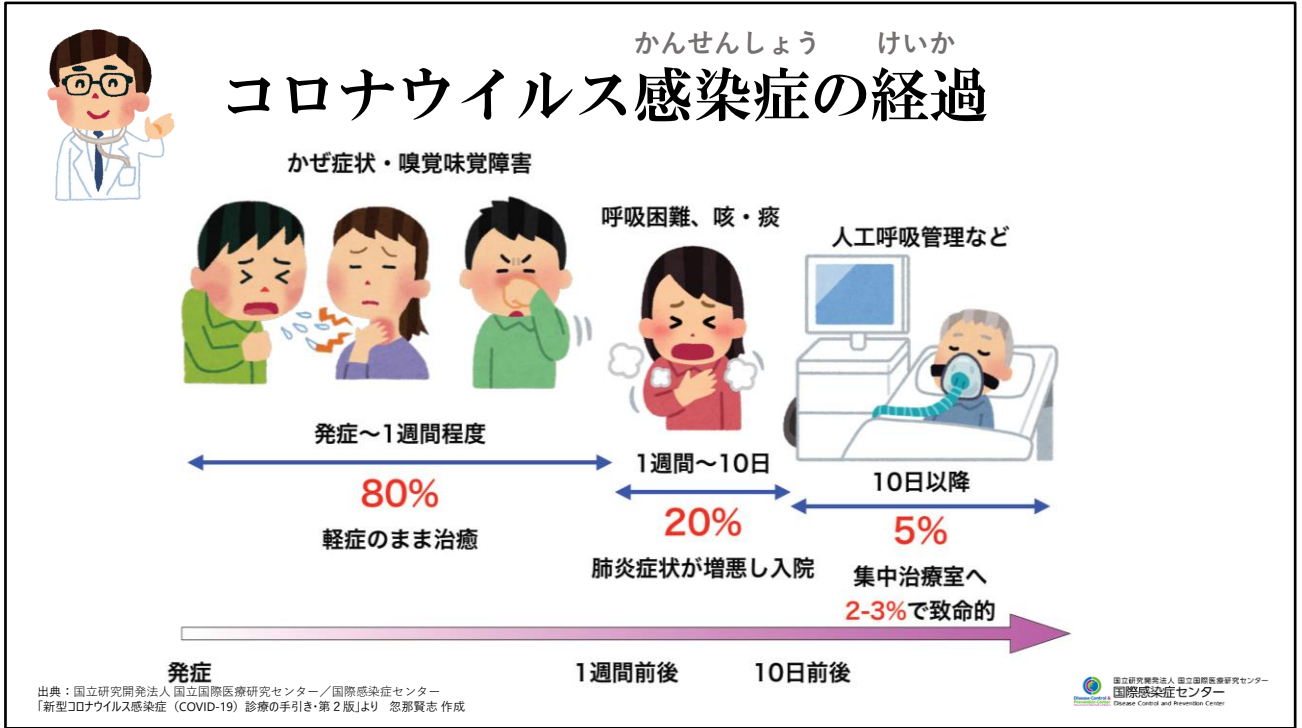 かんせんしょう けいか
コロナウイルス感染症の経過
かぜ症状・嗅覚味覚障害
呼吸困難、咳・痰
人工呼吸管理など
発症～1週間程度
80%
軽症のまま治癒
1週間～10日
20%
肺炎症状が増悪し入院
10日以降
5%
集中治療室へ
2-3%で致命的
発症
1週間前後
10日前後
出典：国立研究開発法人 国立国際医療研究センター／国際感染症センター
「新型コロナウイルス感染症（COVID-19）診療の手引き・第２版」より 忽那賢志 作成
Disease Control and Prevention Center
国立研究開発法人 国立国際医療研究センター
国際感染症センター
Disease Control and Prevention Center